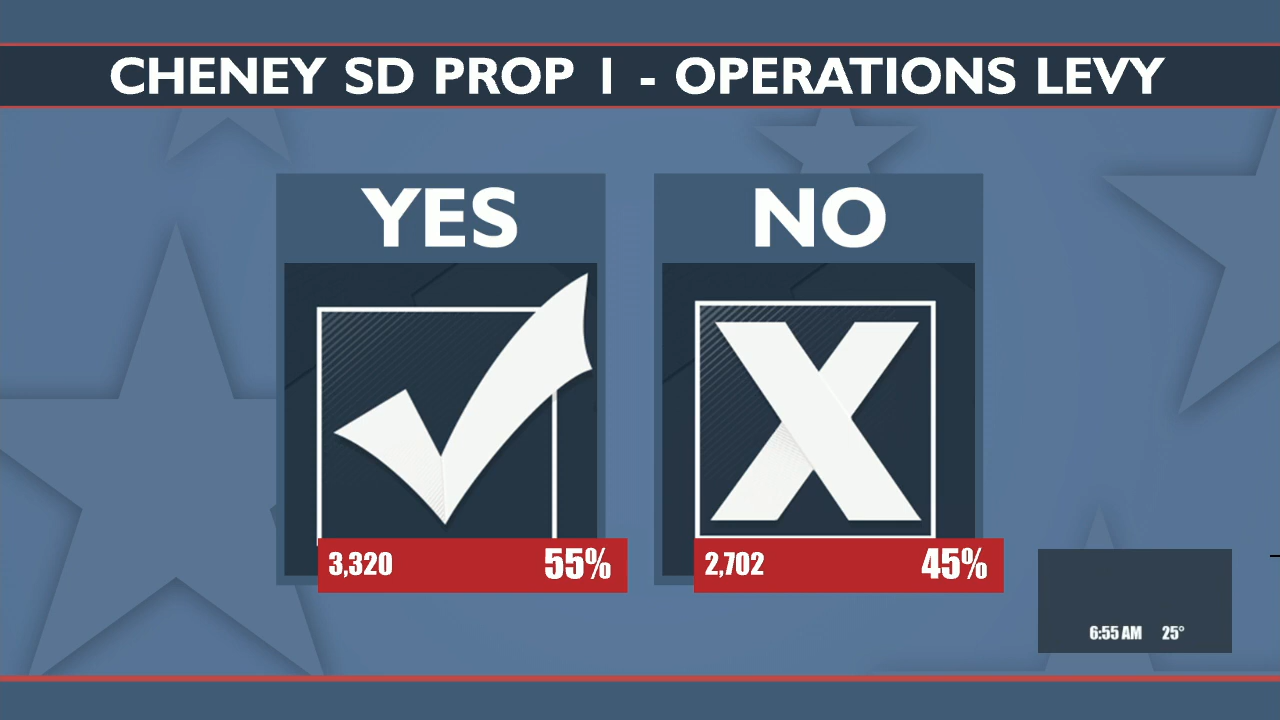 CHENEY SD PROP 1 - OPERATIONS LEVY
YES
NO
3,320 55%
2,702 45%
6:55 AM 25°